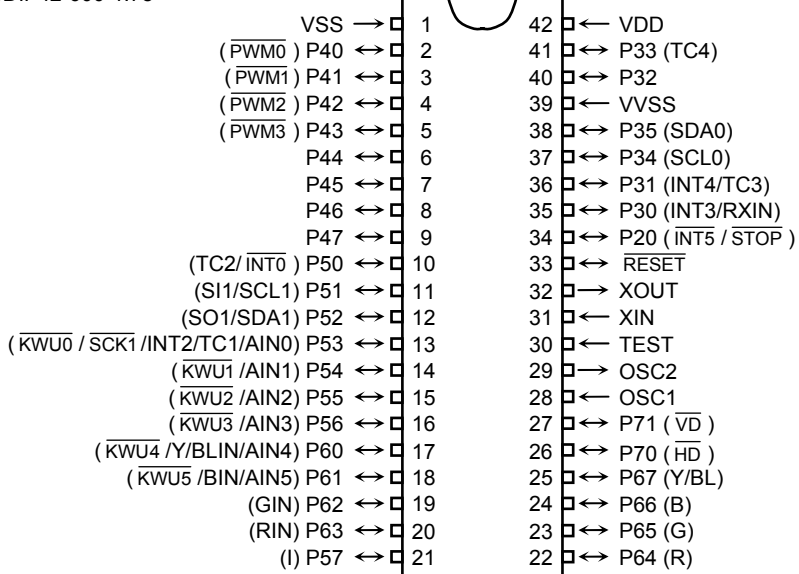 VSS → 1 42 ← VDD
( PWM0 ) P40 ↔ 2 41 ↔ P33 (TC4)
( PWM1 ) P41 ↔ 3 40 ↔ P32
( PWM2 ) P42 ↔ 4 39 ← VVSS
( PWM3 ) P43 ↔ 5 38 ↔ P35 (SDA0)
P44 ↔ 6 37 ↔ P34 (SCL0)
P45 ↔ 7 36 ↔ P31 (INT4/TC3)
P46 ↔ 8 35 ↔ P30 (INT3/RXIN)
P47 ↔ 9 34 ↔ P20 ( INT5 / STOP )
(TC2/ INT0 ) P50 ↔ 10 33 ↔ RESET
(SI1/SCL1) P51 ↔ 11 32 → XOUT
(SO1/SDA1) P52 ↔ 12 31 ← XIN
( KWU0 / SCK1 /INT2/TC1/AIN0) P53 ↔ 13 30 ← TEST
( KWU1 /AIN1) P54 ↔ 14 29 → OSC2
( KWU2 /AIN2) P55 ↔ 15 28 ← OSC1
( KWU3 /AIN3) P56 ↔ 16 27 ↔ P71 ( VD )
( KWU4 /Y/BLIN/AIN4) P60 ↔ 17 26 ↔ P70 ( HD )
( KWU5 /BIN/AIN5) P61 ↔ 18 25 ↔ P67 (Y/BL)
(GIN) P62 ↔ 19 24 ↔ P66 (B)
(RIN) P63 ↔ 20 23 ↔ P65 (G)
(I) P57 ↔ 21 22 ↔ P64 (R)